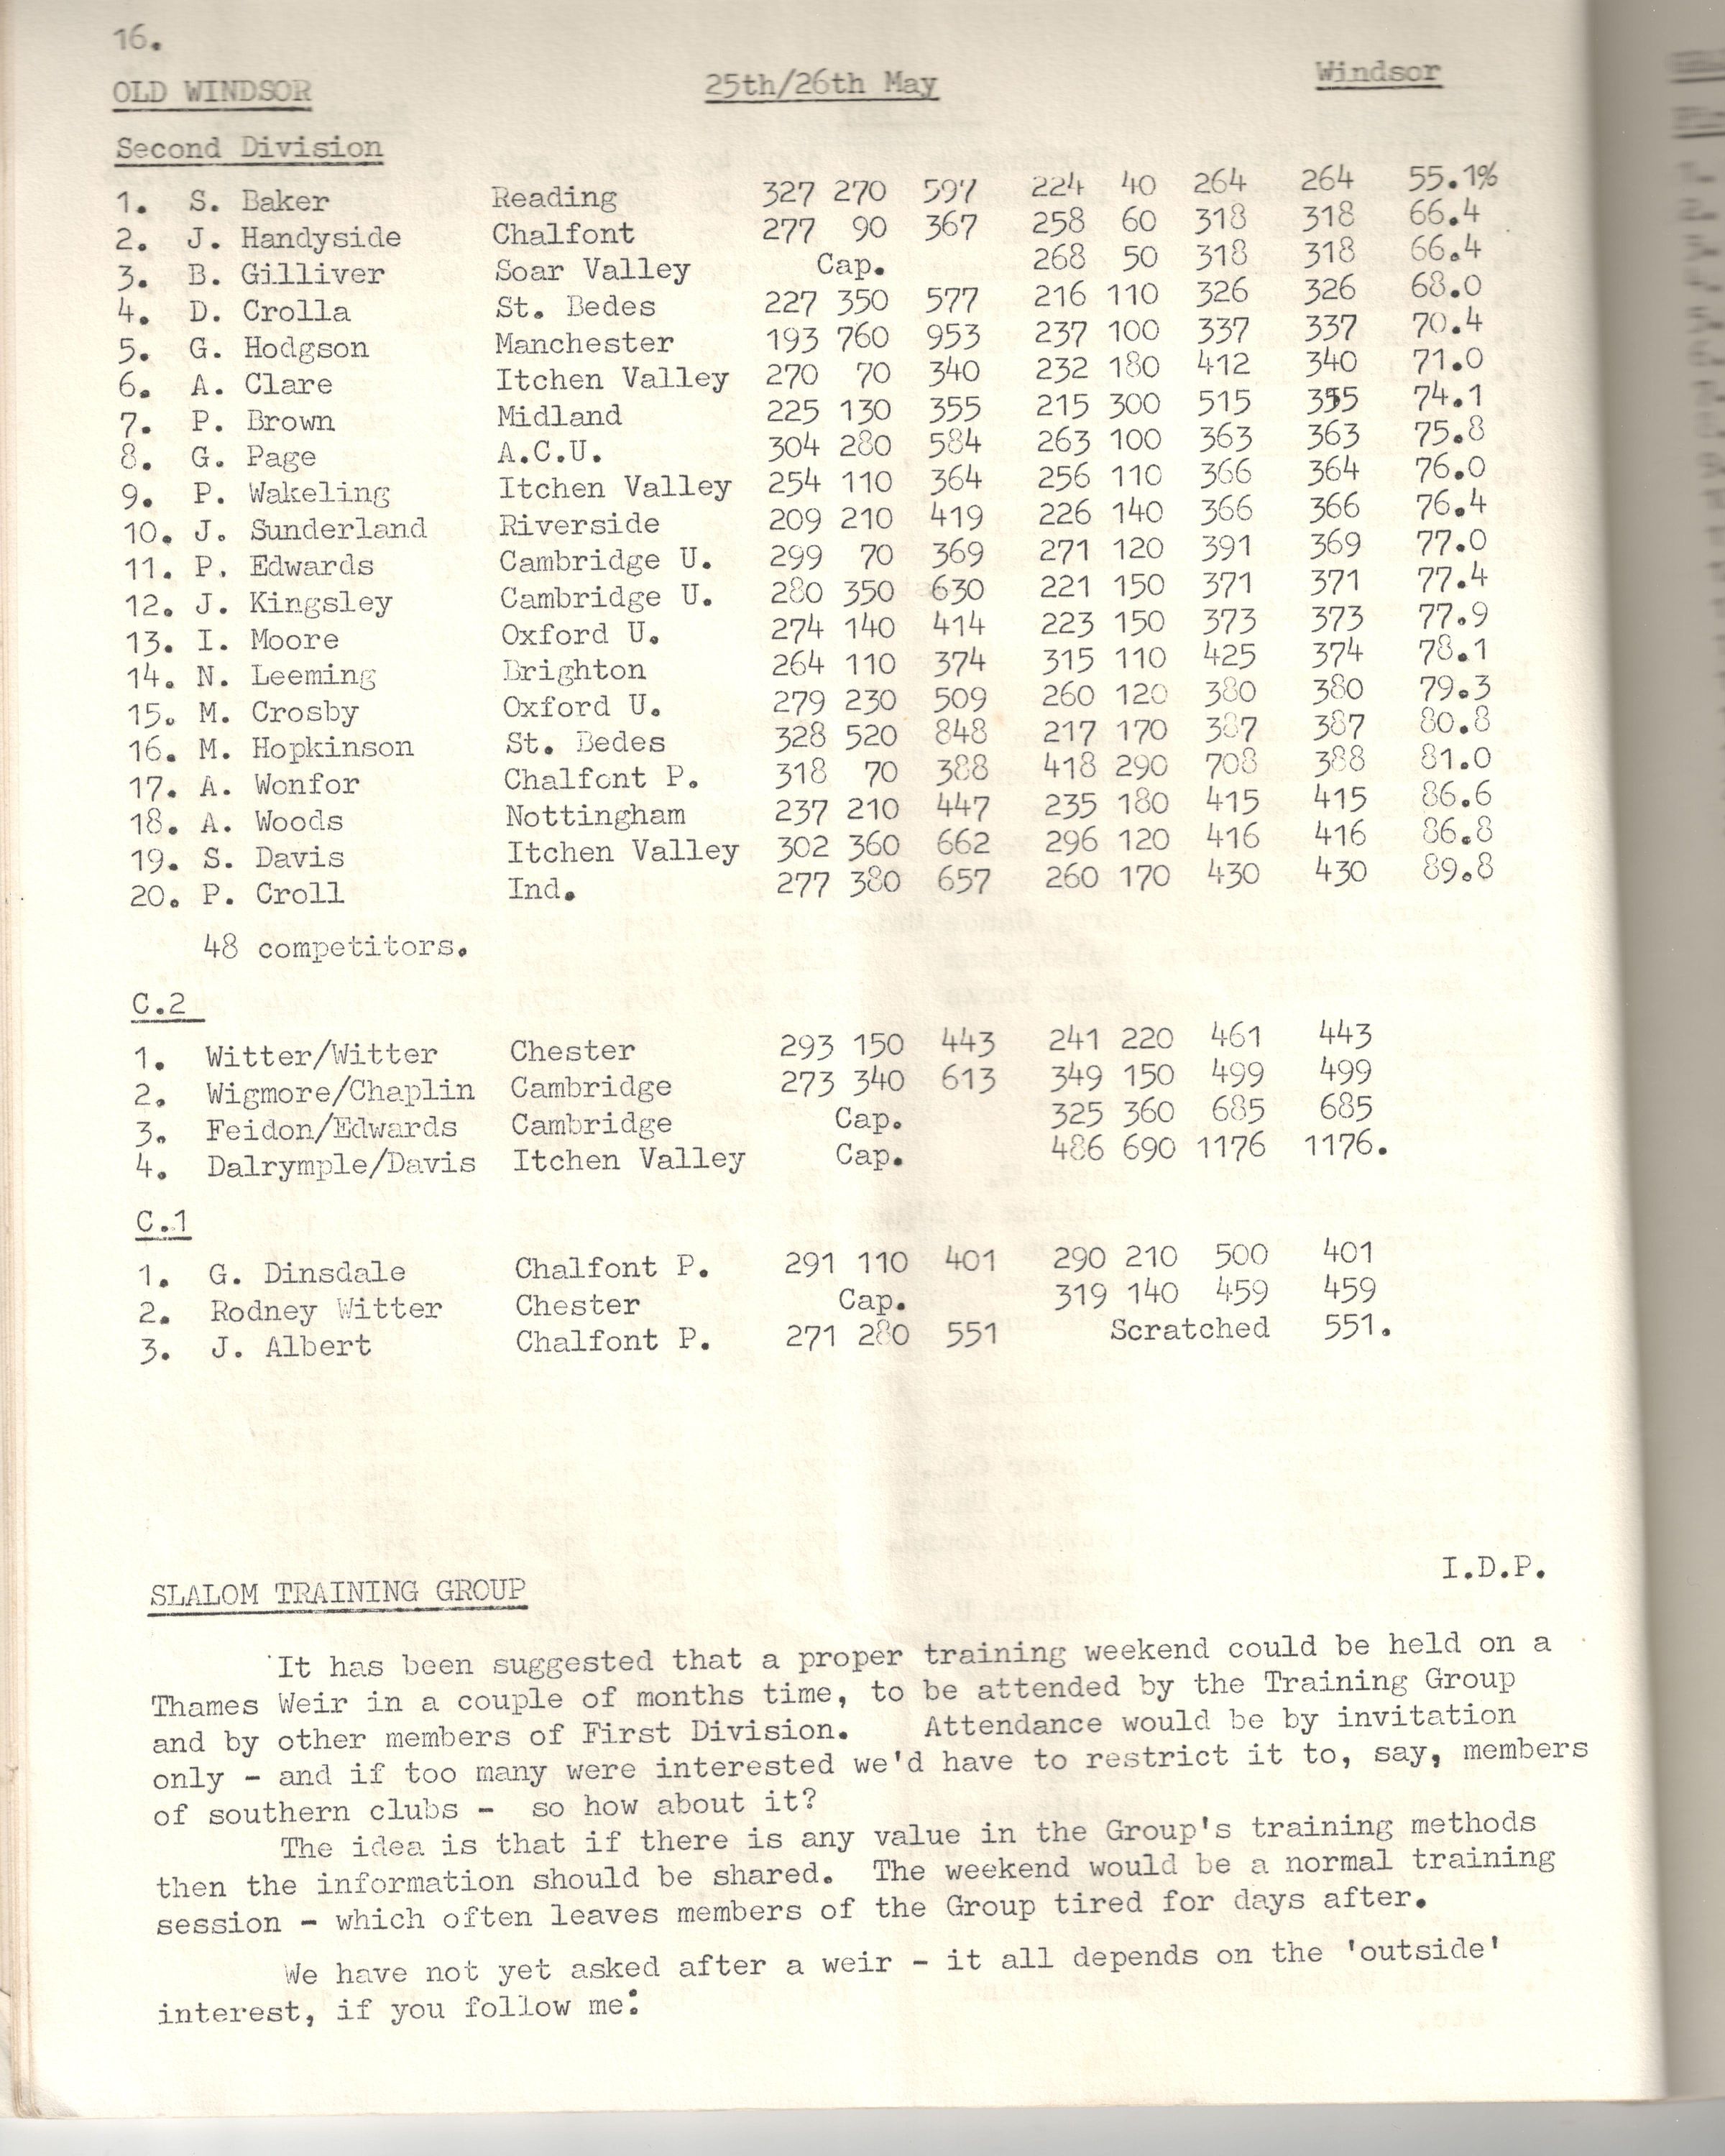 16.
OLD WINDSOR 25th/26th May Windsor
Second Division
1. S. Baker Reading 327 270 597 224 40 264 264 55.1%
2. J. Handyside Chalfont 277 90 367 258 60 318 318 66.4
3. B. Gilliver Soar Valley Cap. 268 50 318 318 66.4
4. D. Crolla St. Bedes 227 350 577 216 110 326 326 68.0
5. G. Hodgson Manchester 193 760 953 237 100 337 337 70.4
6. A. Clare Itchen Valley 270 70 340 232 180 412 340 71.0
7. P. Brown Midland 225 130 355 215 300 515 355 74.1
8. G. Page A.C.U. 304 280 584 263 100 363 363 75.8
9. P. Wakeling Itchen Valley 254 110 364 256 110 366 364 76.0
10. J. Sunderland Riverside 209 210 419 226 140 366 366 76.4
11. P. Edwards Cambridge U. 299 70 369 271 120 391 369 77.0
12. J. Kingsley Cambridge U. 280 350 630 221 150 371 371 77.4
13. I. Moore Oxford U. 274 140 414 223 150 373 373 77.9
14. N. Leeming Brighton 264 110 374 315 110 425 374 78.1
15. M. Crosby Oxford U. 279 230 509 260 120 380 380 79.3
16. M. Hopkinson St. Bedes 328 520 848 217 170 387 387 80.8
17. A. Wonfor Chalfont P. 318 70 388 418 290 708 388 81.0
18. A. Woods Nottingham 237 210 447 235 180 415 415 86.6
19. S. Davis Itchen Valley 302 360 662 296 120 416 416 86.8
20. P. Croll Ind. 277 380 657 260 170 430 430 89.8
48 competitors.
C.2
1. Witter/Witter Chester 293 150 443 241 220 461 443
2. Wigmore/Chaplin Cambridge 273 340 613 349 150 499 499
3. Feidon/Edwards Cambridge Cap. 325 360 685 685
4. Dalrymple/Davis Itchen Valley Cap. 486 690 1176 1176.
C.1
1. G. Dinsdale Chalfont P. 291 110 401 290 210 500 401
2. Rodney Witter Chester Cap. 319 140 459 459
3. J. Albert Chalfont P. 271 280 551 Scratched 551.
SLALOM TRAINING GROUP I.D.P.
It has been suggested that a proper training weekend could be held on a
Thames Weir in a couple of months time, to be attended by the Training Group
and by other members of First Division. Attendance would be by invitation
only - and if too many were interested we'd have to restrict it to, say, members
of southern clubs - so how about it?
The idea is that if there is any value in the Group's training methods
then the information should be shared. The weekend would be a normal training
session - which often leaves members of the Group tired for days after.
We have not yet asked after a weir - it all depends on the 'outside'
interest, if you follow me: